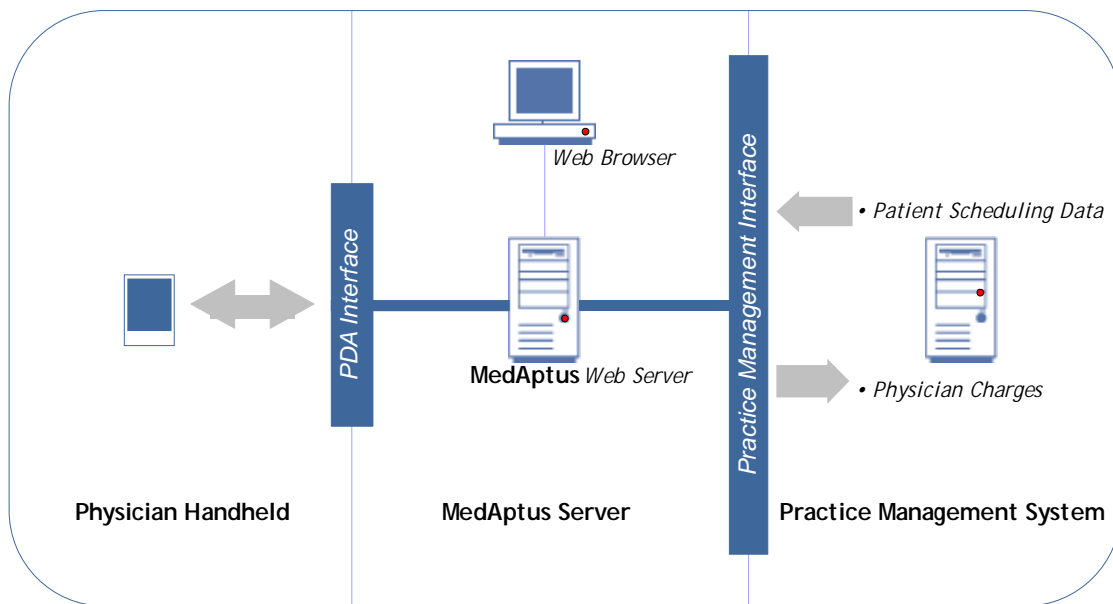 Web Browser
PDA Interface
Practice Management Interface
• Patient Scheduling Data
MedAptus Web Server
• Physician Charges
Physician Handheld
MedAptus Server
Practice Management System